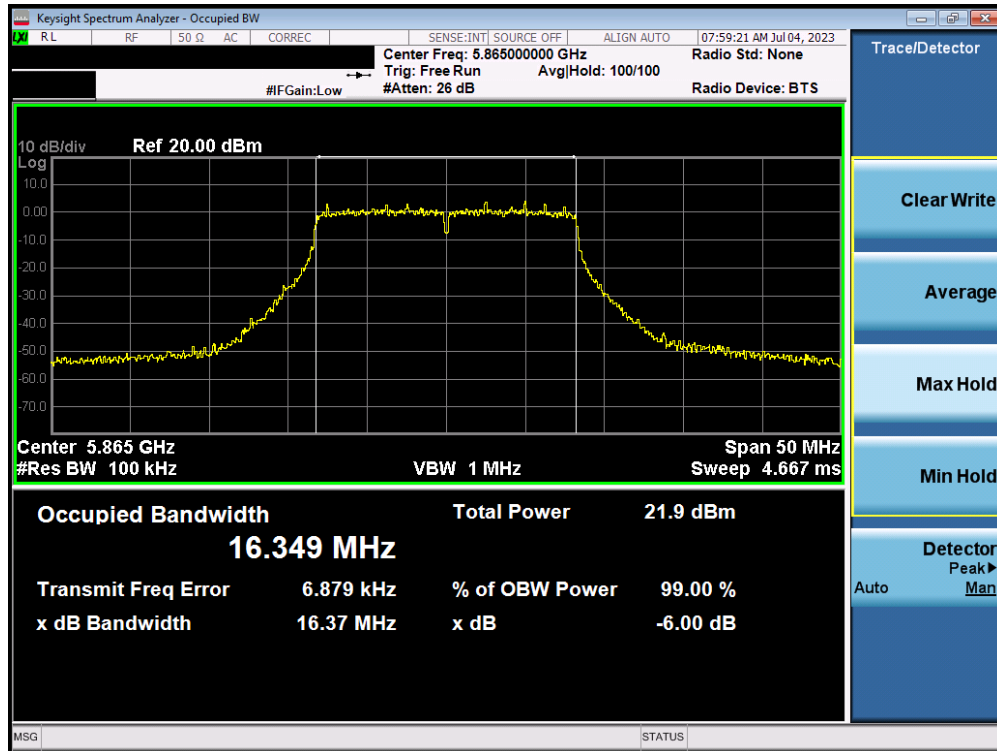 Keysight Spectrum Analyzer - Occupied BW
LXI RL RF 50 Ω AC CORREC SENSE:INT SOURCE OFF ALIGN AUTO 07:59:21 AM Jul 04, 2023
Center Freq: 5.865000000 GHz Radio Std: None
Trig: Free Run Avg|Hold: 100/100
#IFGain:Low #Atten: 26 dB Radio Device: BTS
Trace/Detector
10 dB/div Ref 20.00 dBm
Log
10.0
0.00
-10.0
-20.0
-30.0
-40.0
-50.0
-60.0
-70.0
Center 5.865 GHz Span 50 MHz
#Res BW 100 kHz VBW 1 MHz Sweep 4.667 ms
Occupied Bandwidth Total Power 21.9 dBm
16.349 MHz
Transmit Freq Error 6.879 kHz % of OBW Power 99.00 %
x dB Bandwidth 16.37 MHz x dB -6.00 dB
Clear Write
Average
Max Hold
Min Hold
Detector
Peak▶
Auto Man
MSG STATUS